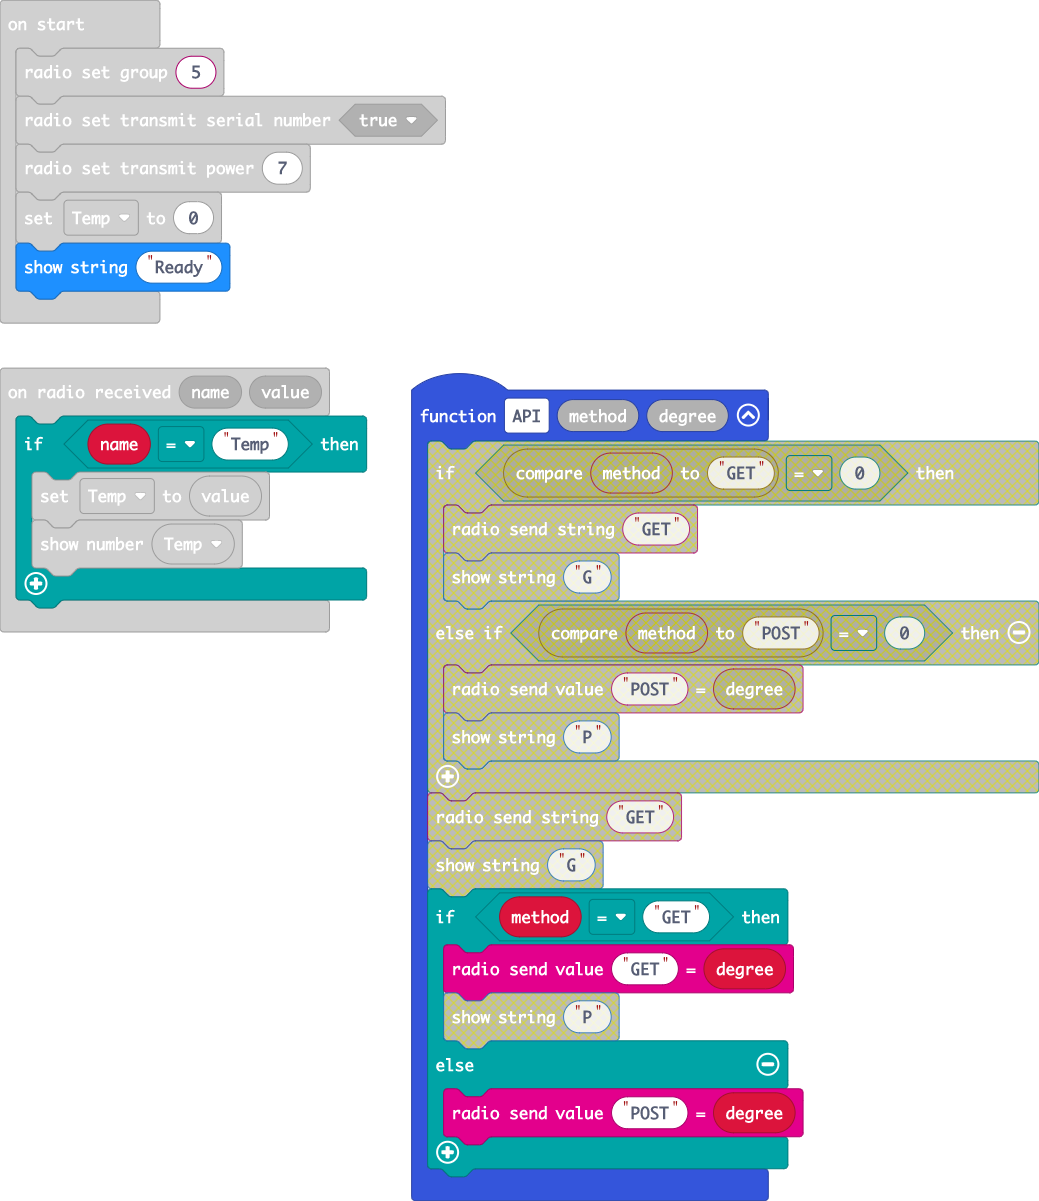 on start
radio set group 5
radio set transmit serial number true
radio set transmit power 7
set Temp to 0
show string "Ready"
on radio received name value
if name = "Temp" then
set Temp to value
show number Temp
function API method degree
if compare method to "GET" = 0 then
radio send string "GET"
show string "G"
else if compare method to "POST" = 0 then
radio send value "POST" = degree
show string "P"
radio send string "GET"
show string "G"
if method = "GET" then
radio send value "GET" = degree
show string "P"
else
radio send value "POST" = degree